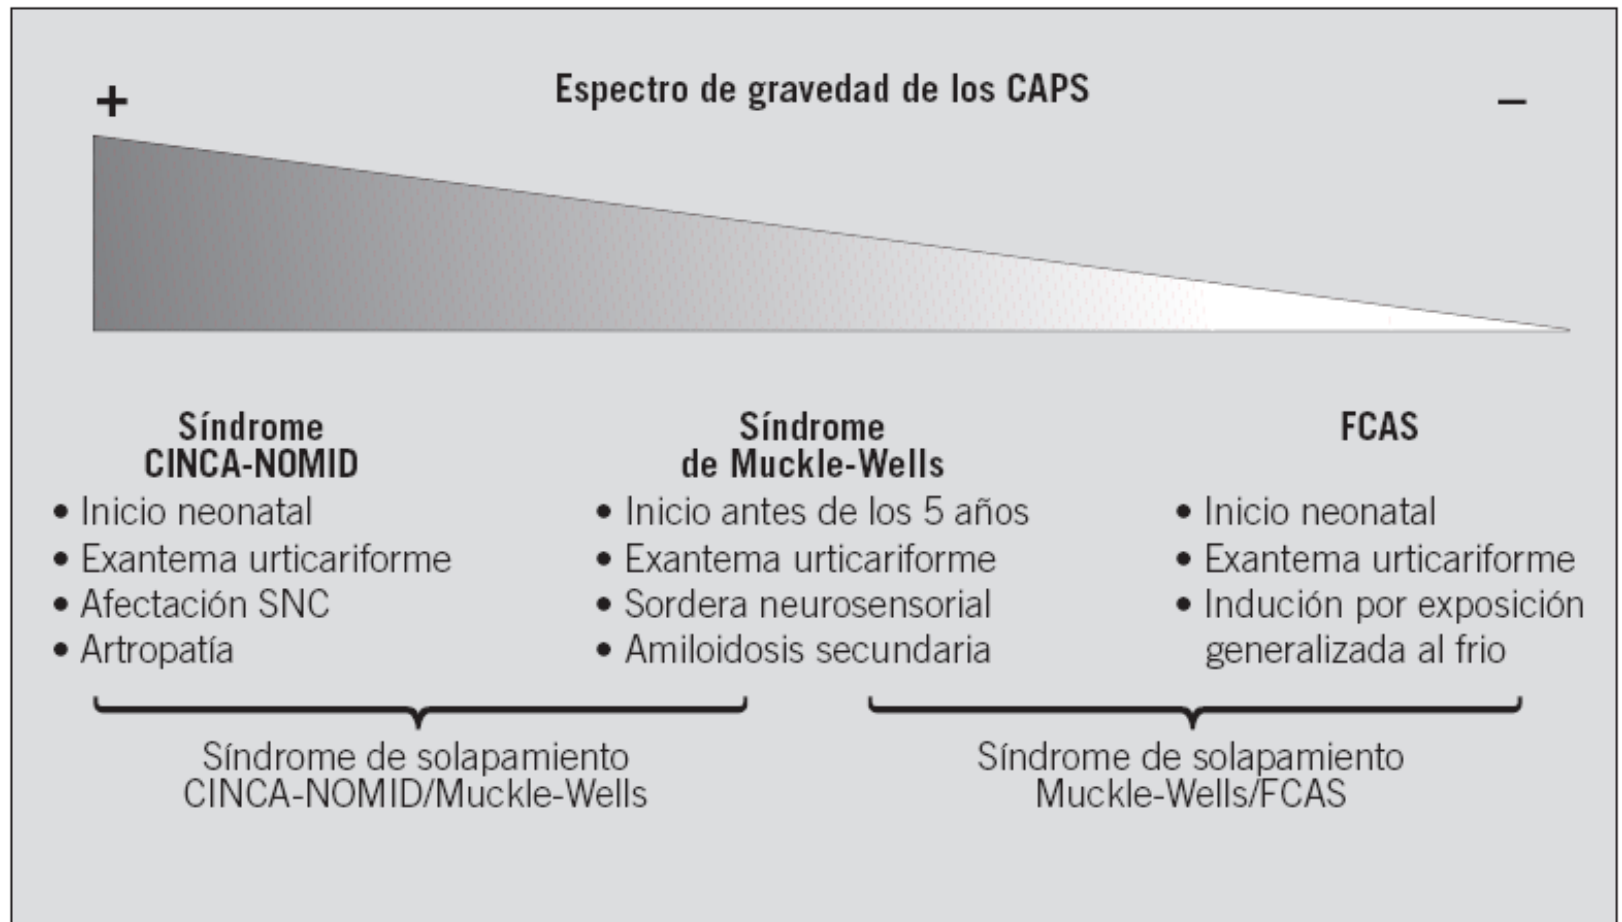 +
Espectro de gravedad de los CAPS
–
Síndrome
CINCA-NOMID
• Inicio neonatal
• Exantema urticariforme
• Afectación SNC
• Artropatía
Síndrome
de Muckle-Wells
• Inicio antes de los 5 años
• Exantema urticariforme
• Sordera neurosensorial
• Amiloidosis secundaria
FCAS
• Inicio neonatal
• Exantema urticariforme
• Indución por exposición
generalizada al frio
Síndrome de solapamiento
CINCA-NOMID/Muckle-Wells
Síndrome de solapamiento
Muckle-Wells/FCAS